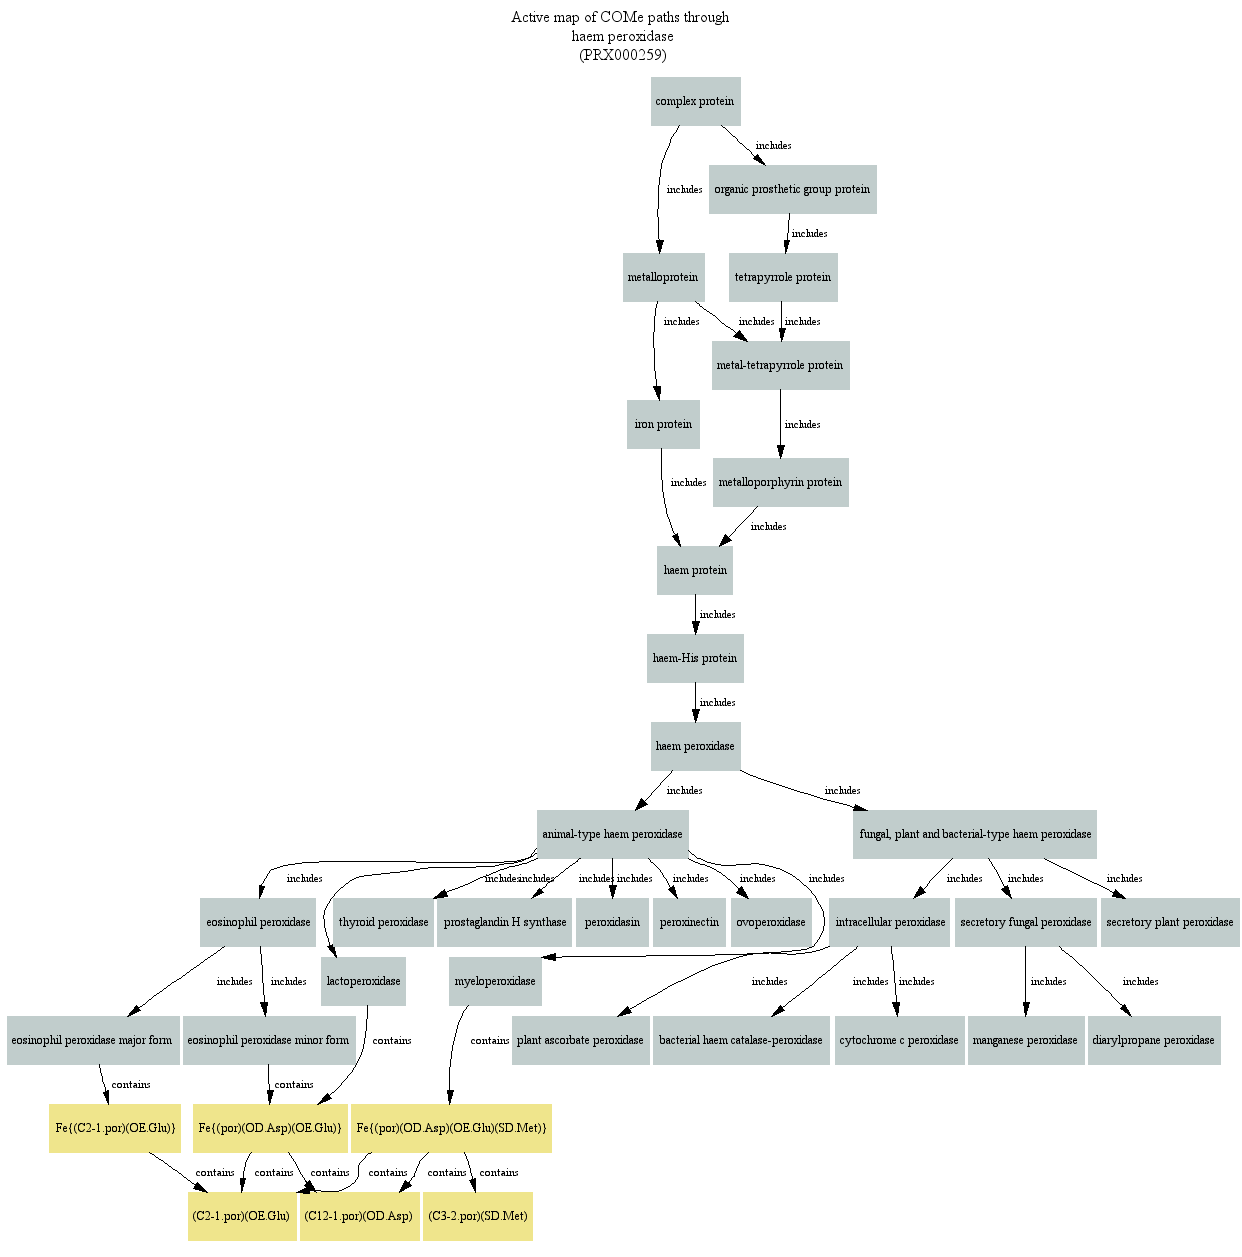 Active map of COMe paths through
haem peroxidase
(PRX000259)
complex protein
includes
organic prosthetic group protein
includes
includes
metalloprotein
tetrapyrrole protein
includes
includes
includes
metal-tetrapyrrole protein
iron protein
includes
includes
metalloporphyrin protein
includes
haem protein
includes
haem-His protein
includes
haem peroxidase
includes
includes
animal-type haem peroxidase
fungal, plant and bacterial-type haem peroxidase
includes
includes
includes
includes
includes
includes
includes
includes
includes
includes
includes
eosinophil peroxidase
thyroid peroxidase
prostaglandin H synthase
peroxidasin
peroxinectin
ovoperoxidase
intracellular peroxidase
secretory fungal peroxidase
secretory plant peroxidase
includes
includes
lactoperoxidase
myeloperoxidase
includes
includes
includes
includes
includes
eosinophil peroxidase major form
eosinophil peroxidase minor form
contains
contains
plant ascorbate peroxidase
bacterial haem catalase-peroxidase
cytochrome c peroxidase
manganese peroxidase
diarylpropane peroxidase
contains
contains
Fe{(C2-1.por)(OE.Glu)}
Fe{(por)(OD.Asp)(OE.Glu)}
Fe{(por)(OD.Asp)(OE.Glu)(SD.Met)}
contains
contains
contains
contains
contains
contains
(C2-1.por)(OE.Glu)
(C12-1.por)(OD.Asp)
(C3-2.por)(SD.Met)